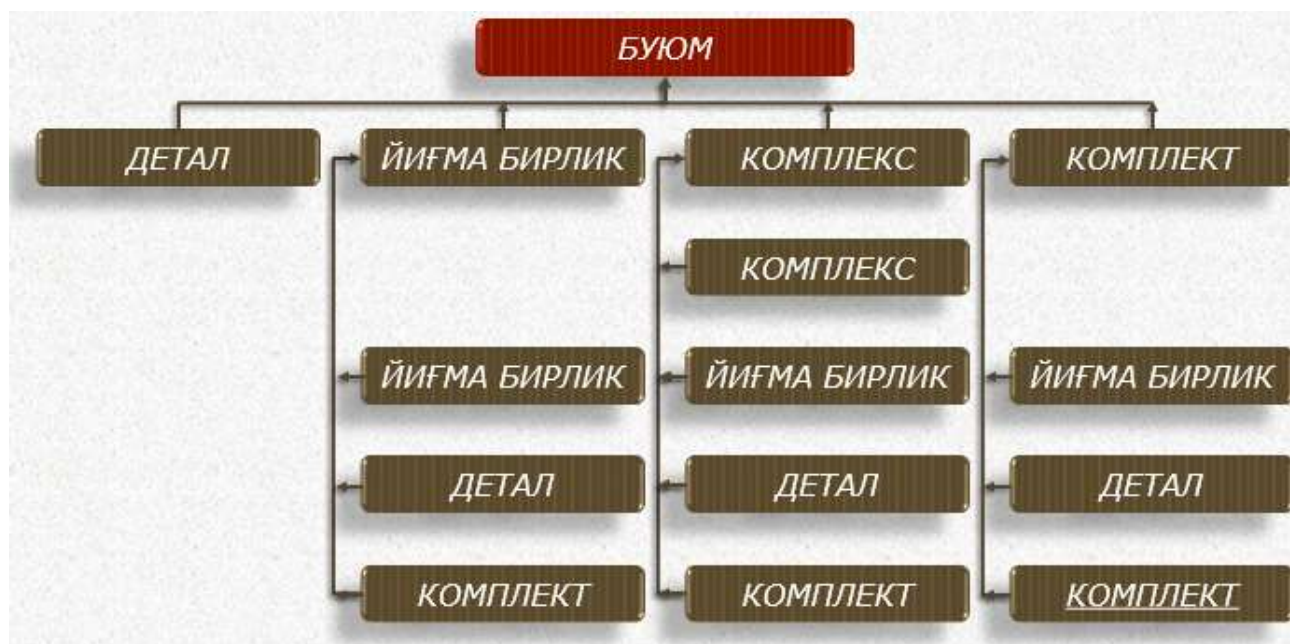 БУЮМ
ДЕТАЛ
ЙИҒМА БИРЛИК
КОМПЛЕКС
КОМПЛЕКТ
КОМПЛЕКС
ЙИҒМА БИРЛИК
ЙИҒМА БИРЛИК
ЙИҒМА БИРЛИК
ДЕТАЛ
ДЕТАЛ
ДЕТАЛ
КОМПЛЕКТ
КОМПЛЕКТ
КОМПЛЕКТ